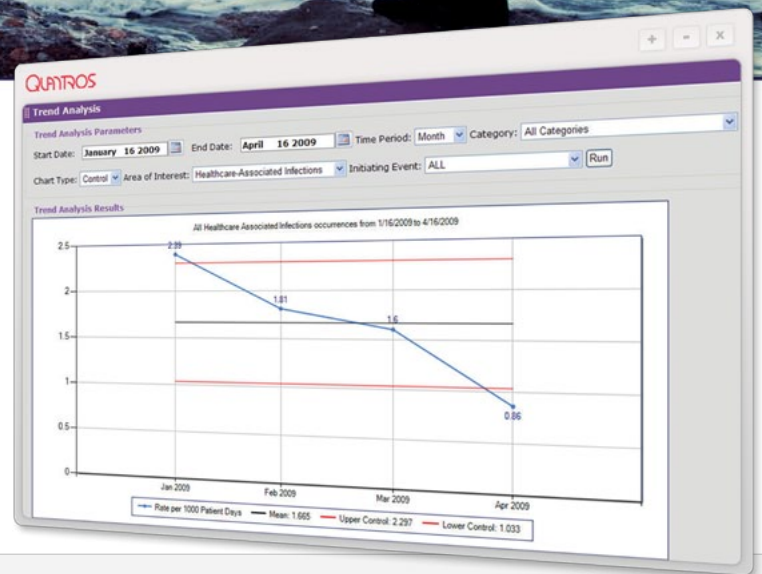 QUANTROS
Trend Analysis
Trend Analysis Parameters
Start Date: January 16 2009 End Date: April 16 2009 Time Period: Month Category: All Categories
Chart Type: Control Area of Interest: Healthcare-Associated Infections Initiating Event: ALL Run
Trend Analysis Results
All Healthcare Associated Infections occurrences from 1/16/2009 to 4/16/2009
2.5
2.39
2
1.81
1.6
1.5
1
0.86
0.5
0
Jan 2009 Feb 2009 Mar 2009 Apr 2009
Rate per 1000 Patient Days Mean: 1.665 Upper Control: 2.297 Lower Control: 1.033